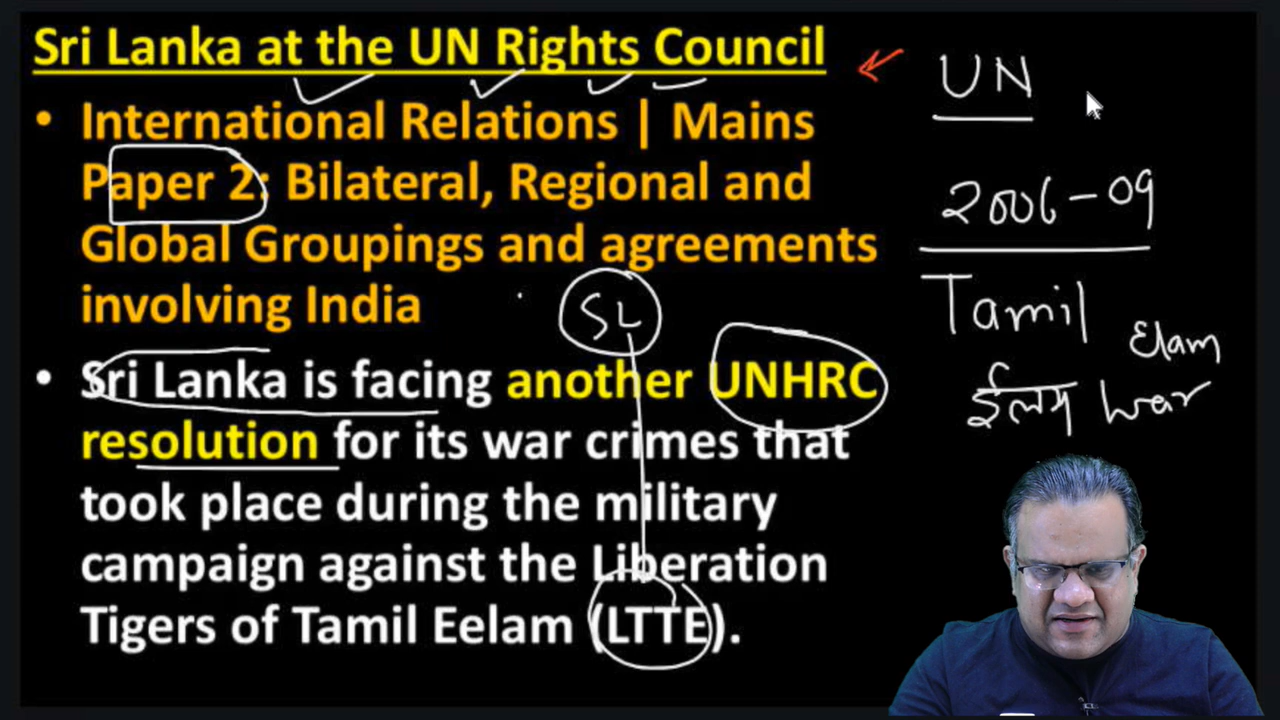 Sri Lanka at the UN Rights Council
• International Relations | Mains
Paper 2: Bilateral, Regional and
Global Groupings and agreements
involving India
• Sri Lanka is facing another UNHRC
resolution for its war crimes that
took place during the military
campaign against the Liberation
Tigers of Tamil Eelam (LTTE).
SL
UN
2006-09
Tamil
Elam
ईलम War